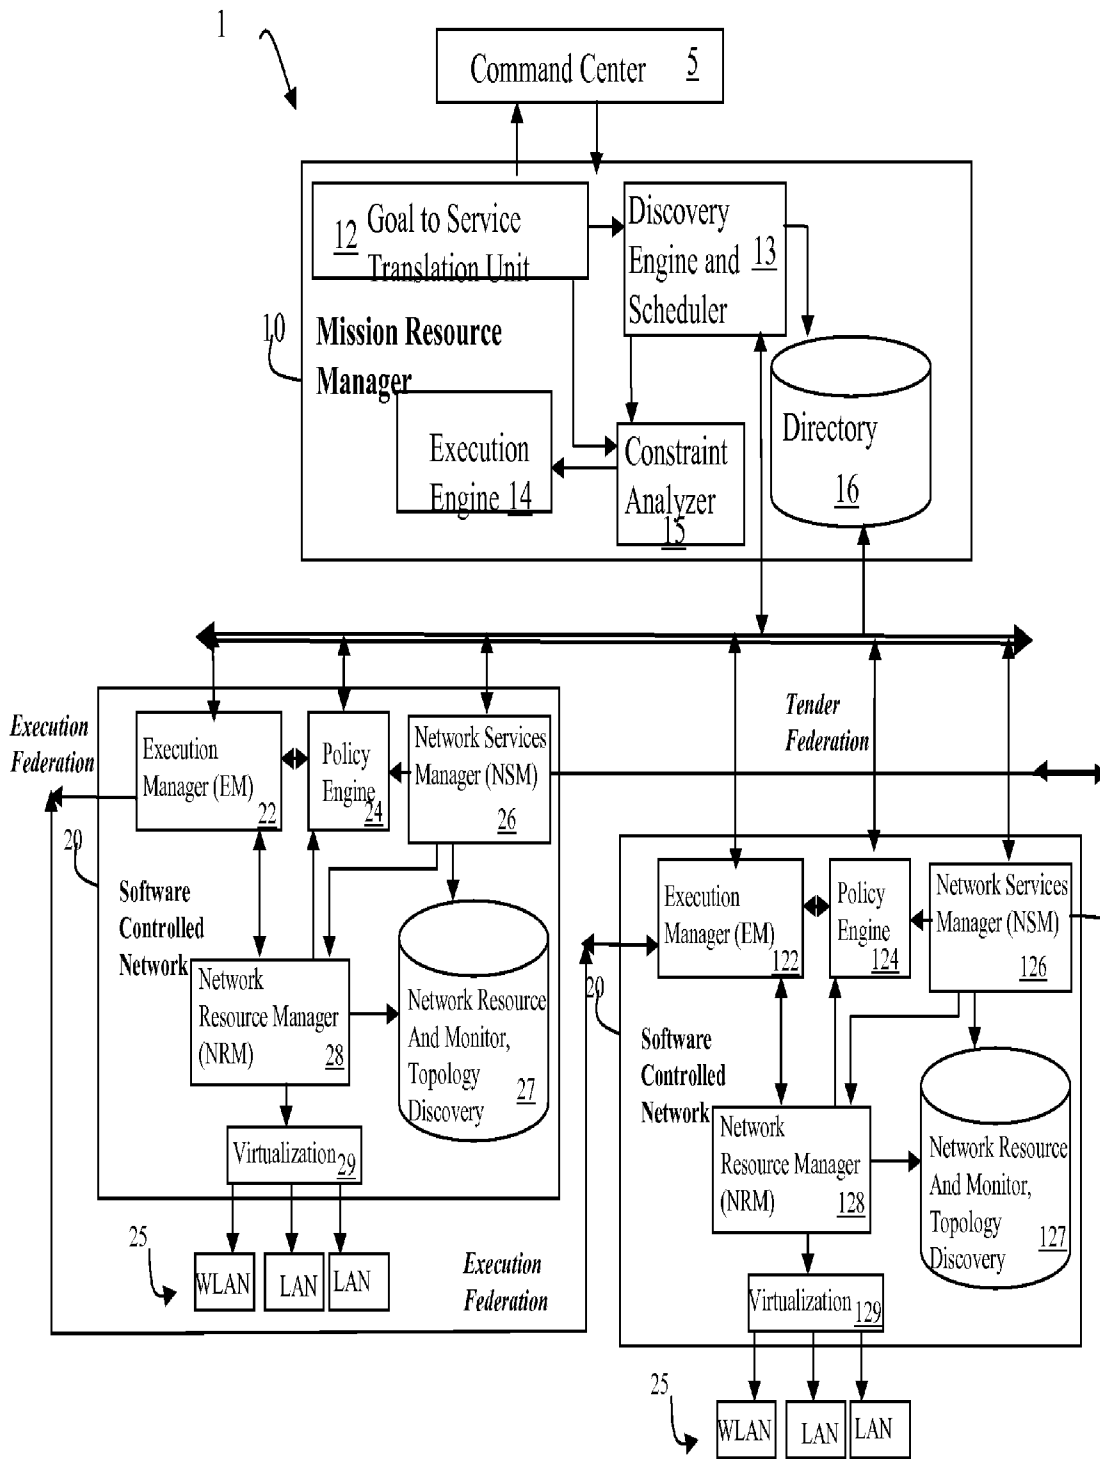 1
Command Center 5
12 Goal to Service
Translation Unit
Discovery
Engine and 13
Scheduler
10
Mission Resource
Manager
Execution
Engine 14
Constraint
Analyzer
15
Directory
16
Execution
Federation
Execution
Manager (EM)
22
Policy
Engine
24
Network Services
Manager (NSM)
26
Tender
Federation
20
Software
Controlled
Network
Network
Resource Manager
(NRM) 28
Network Resource
And Monitor,
Topology
Discovery
27
Virtualization 29
25
WLAN
LAN
LAN
Execution
Federation
Execution
Manager (EM)
122
Policy
Engine
124
Network Services
Manager (NSM)
126
20
Software
Controlled
Network
Network
Resource Manager
(NRM) 128
Network Resource
And Monitor,
Topology
Discovery
127
Virtualization 129
25
WLAN
LAN
LAN